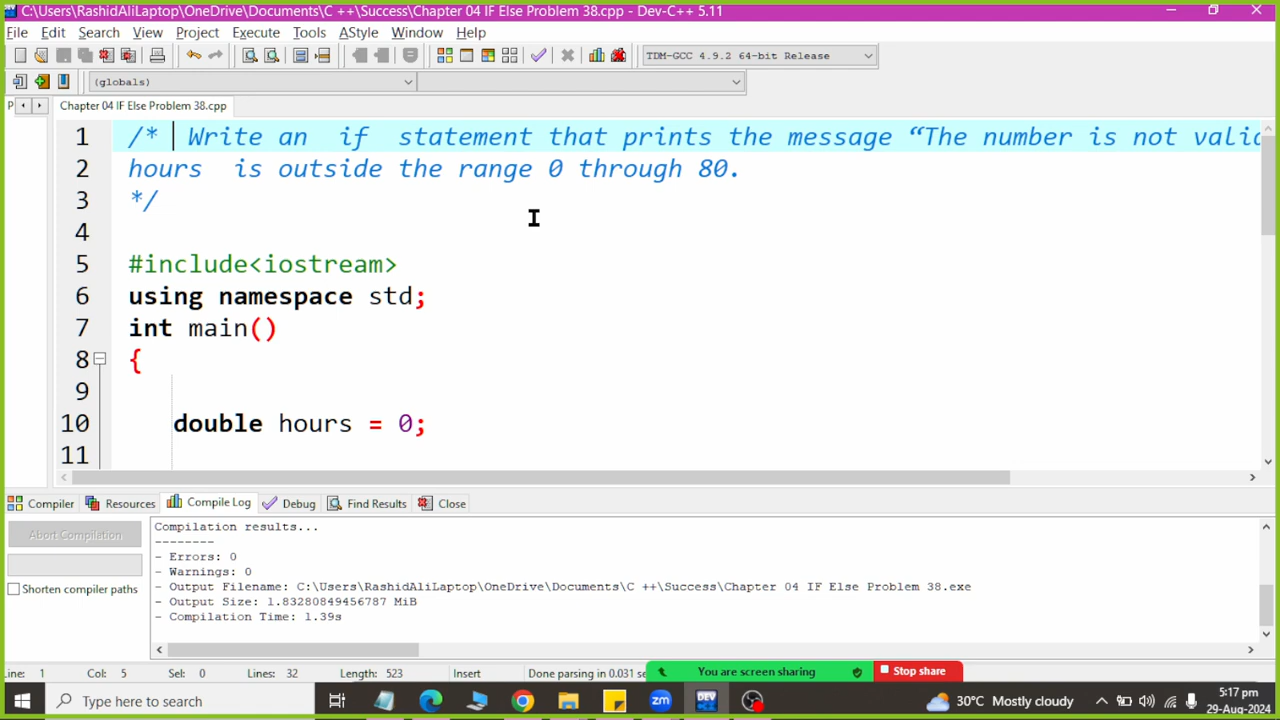 C:\Users\RashidAliLaptop\OneDrive\Documents\C ++\Success\Chapter 04 IF Else Problem 38.cpp - Dev-C++ 5.11
File Edit Search View Project Execute Tools AStyle Window Help
TDM-GCC 4.9.2 64-bit Release
(globals)
P Chapter 04 IF Else Problem 38.cpp
1 /* Write an if statement that prints the message “The number is not valid
2 hours is outside the range 0 through 80.
3 */
4
5 #include<iostream>
6 using namespace std;
7 int main()
8 {
9
10 double hours = 0;
11
Compiler Resources Compile Log Debug Find Results Close
Abort Compilation
Shorten compiler paths
Compilation results...
--------
- Errors: 0
- Warnings: 0
- Output Filename: C:\Users\RashidAliLaptop\OneDrive\Documents\C ++\Success\Chapter 04 IF Else Problem 38.exe
- Output Size: 1.83280849456787 MiB
- Compilation Time: 1.39s
Line: 1 Col: 5 Sel: 0 Lines: 32 Length: 523 Insert Done parsing in 0.031 se
You are screen sharing Stop share
Type here to search
zm
DEV
30°C Mostly cloudy
5:17 pm
29-Aug-2024